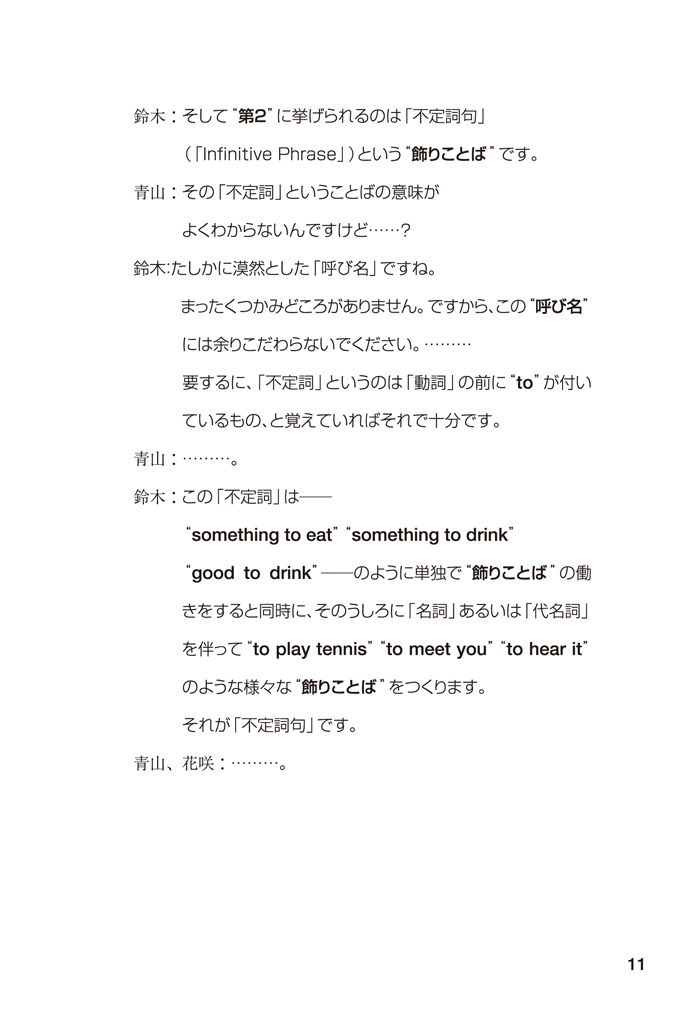 鈴木：そして“第2”に挙げられるのは「不定詞句」
（「Infinitive Phrase」）という“飾りことば”です。
青山：その「不定詞」ということばの意味が
よくわからないんですけど……？
鈴木:たしかに漠然とした「呼び名」ですね。
まったくつかみどころがありません。ですから、この“呼び名”
には余りこだわらないでください。………
要するに、「不定詞」というのは「動詞」の前に“to”が付い
ているもの、と覚えていればそれで十分です。
青山：………。
鈴木：この「不定詞」は──
“something to eat” “something to drink”
“good to drink”──のように単独で“飾りことば”の働
きをすると同時に、そのうしろに「名詞」あるいは「代名詞」
を伴って“to play tennis” “to meet you” “to hear it”
のような様々な“飾りことば”をつくります。
それが「不定詞句」です。
青山、花咲：………。
11